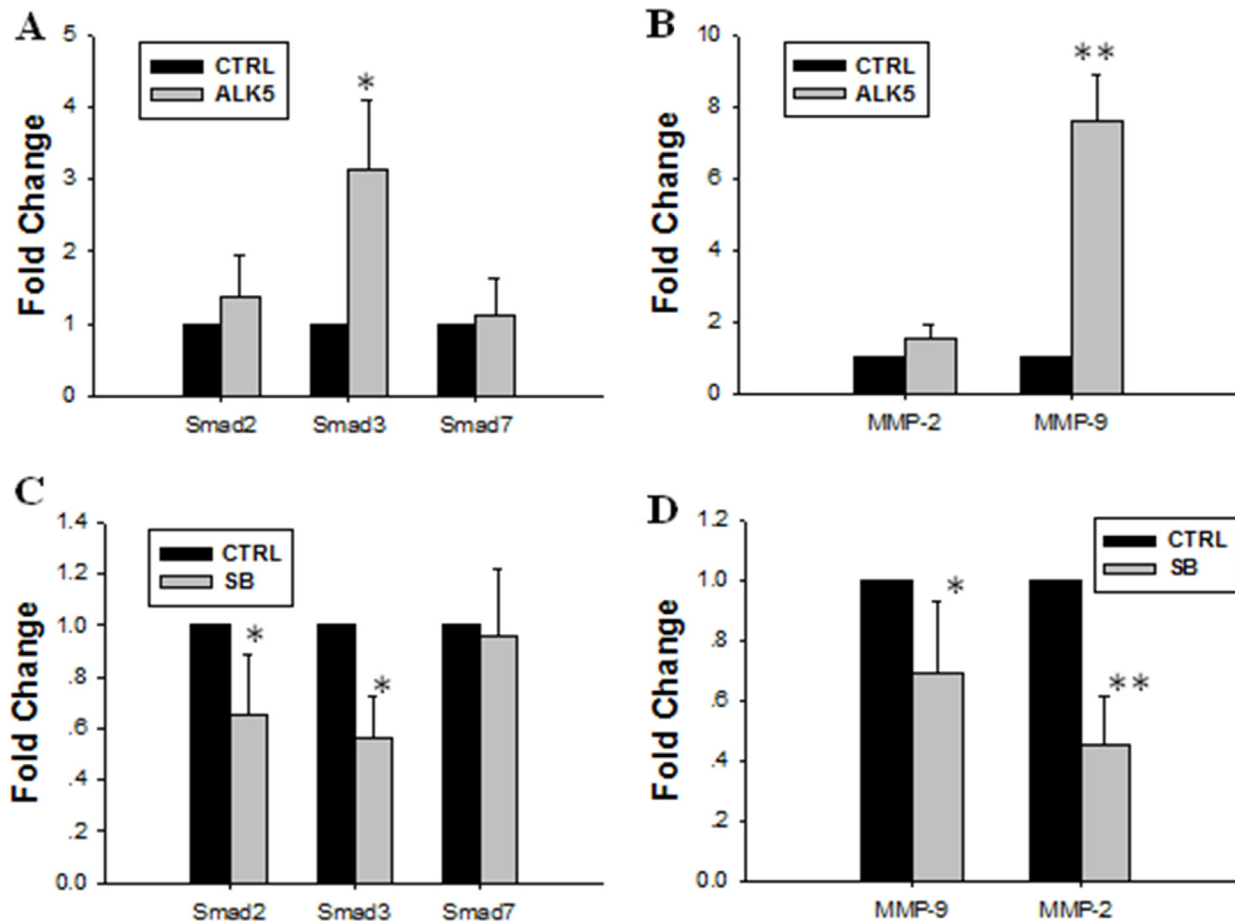 A
CTRL
ALK5
*
Fold Change
5
4
3
2
1
0
Smad2 Smad3 Smad7
B
CTRL
ALK5
**
Fold Change
10
8
6
4
2
0
MMP-2 MMP-9
C
CTRL
SB
*
*
Fold Change
1.4
1.2
1.0
.8
.6
.4
.2
0.0
Smad2 Smad3 Smad7
D
CTRL
SB
*
**
Fold Change
1.2
1.0
.8
.6
.4
.2
0.0
MMP-9 MMP-2